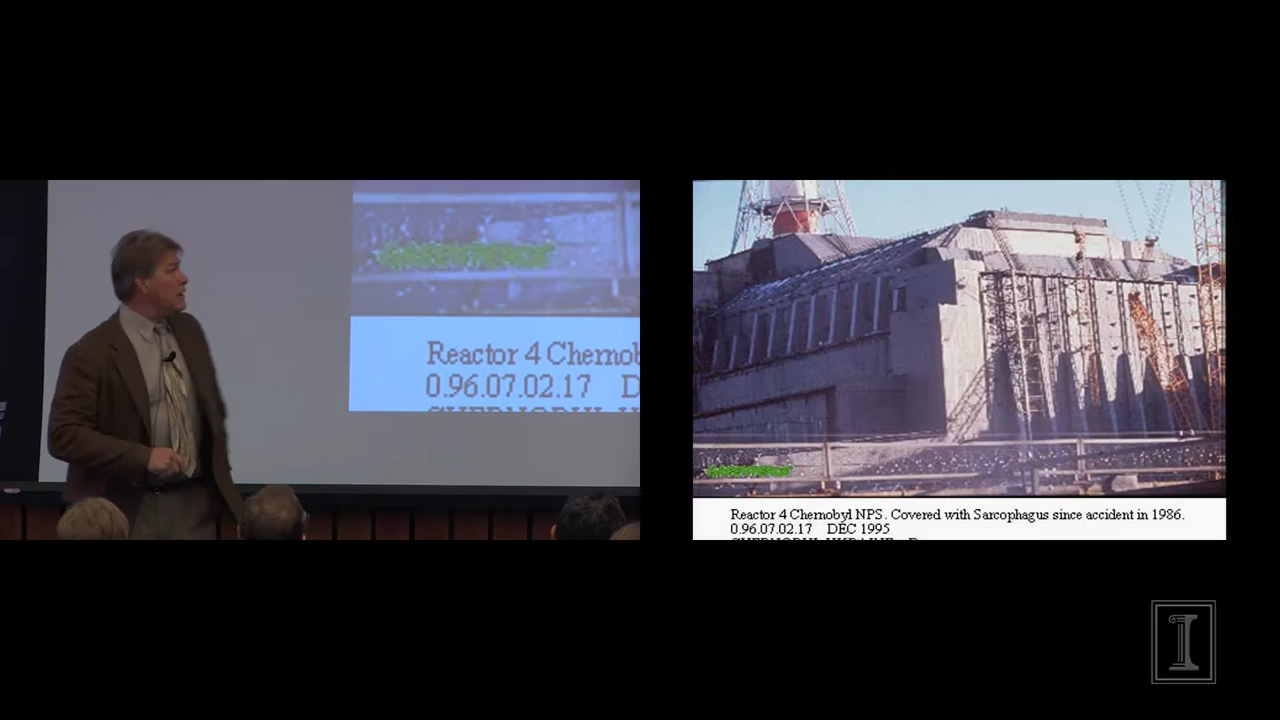 Reactor 4 Chernob
0.96.07.02.17 D
Reactor 4 Chernobyl NPS. Covered with Sarcophagus since accident in 1986.
0.96.07.02.17 DEC 1995